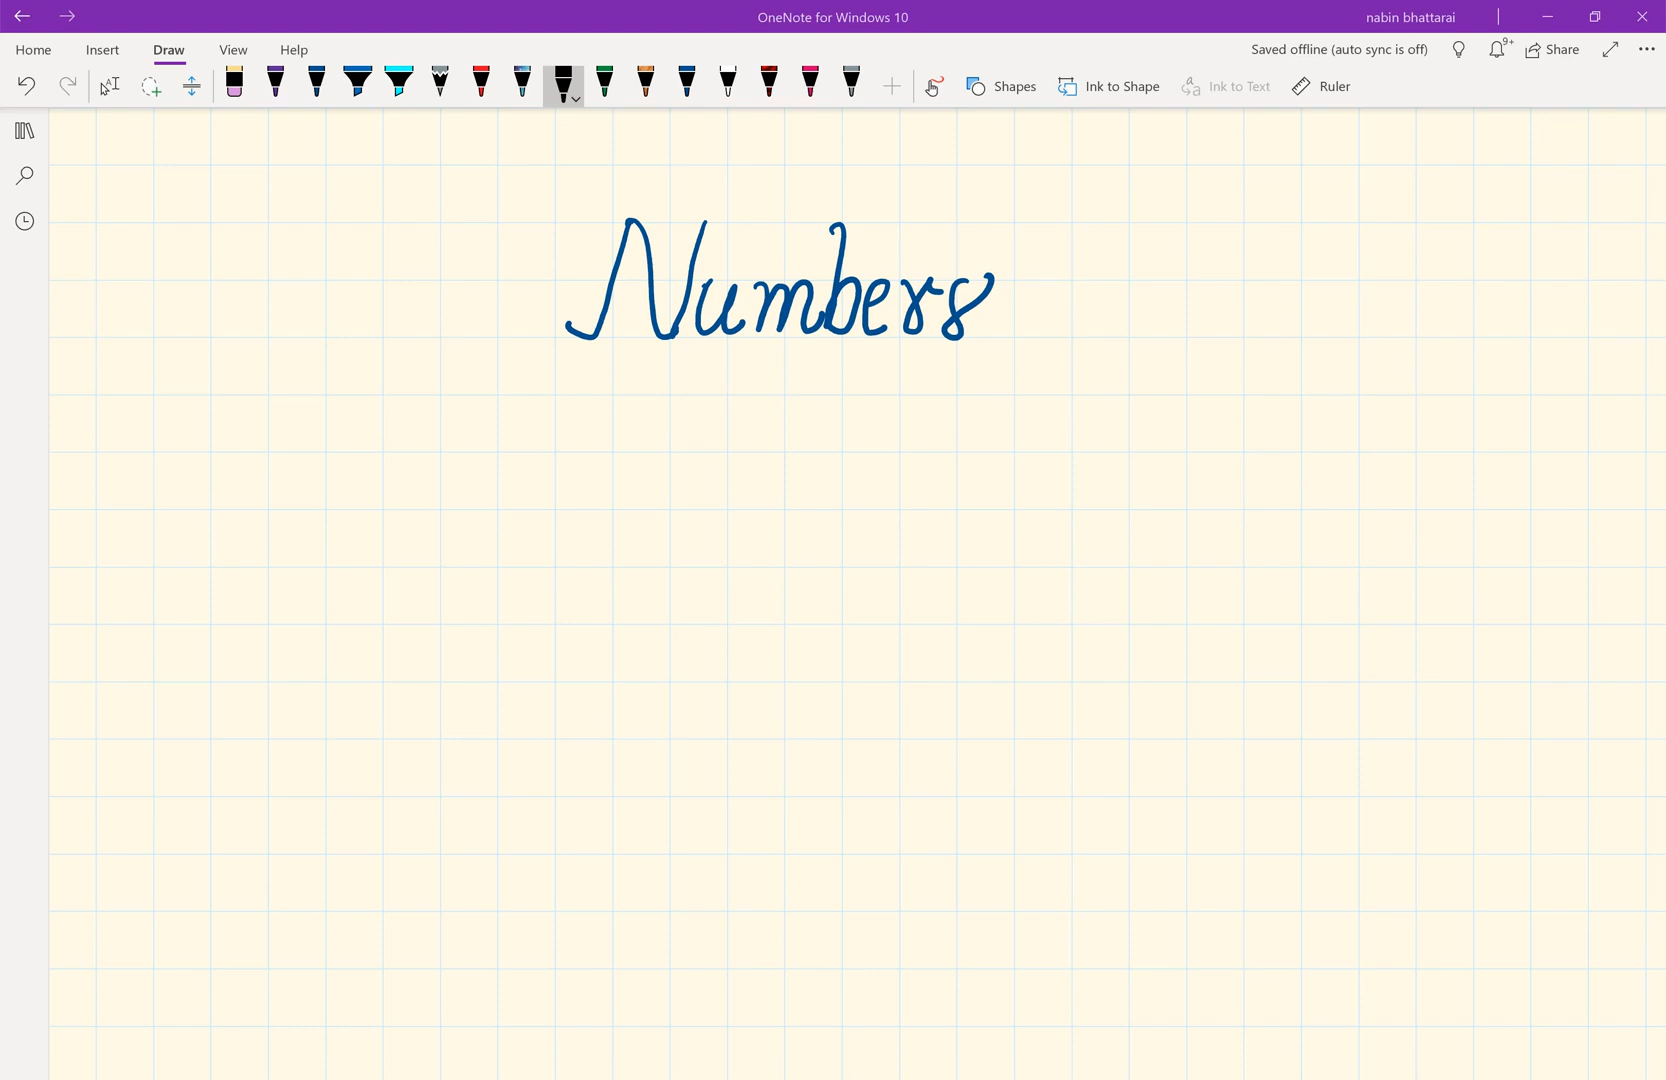 OneNote for Windows 10
nabin bhattarai
Home Insert Draw View Help
Saved offline (auto sync is off) 9+ Share
Shapes Ink to Shape Ink to Text Ruler
Numbers